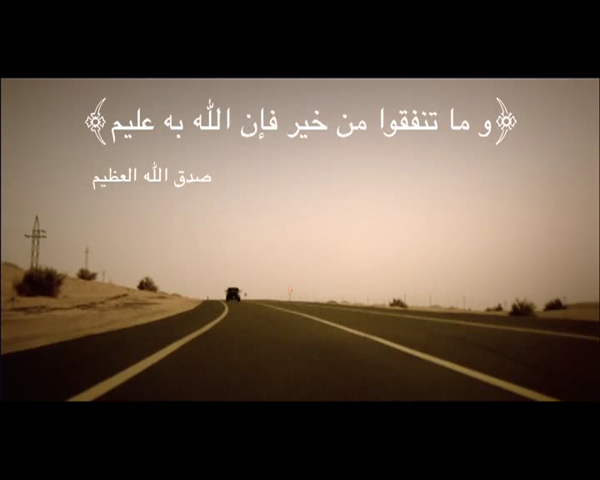 ﴿و ما تنفقوا من خير فإن الله به عليم﴾
صدق الله العظيم